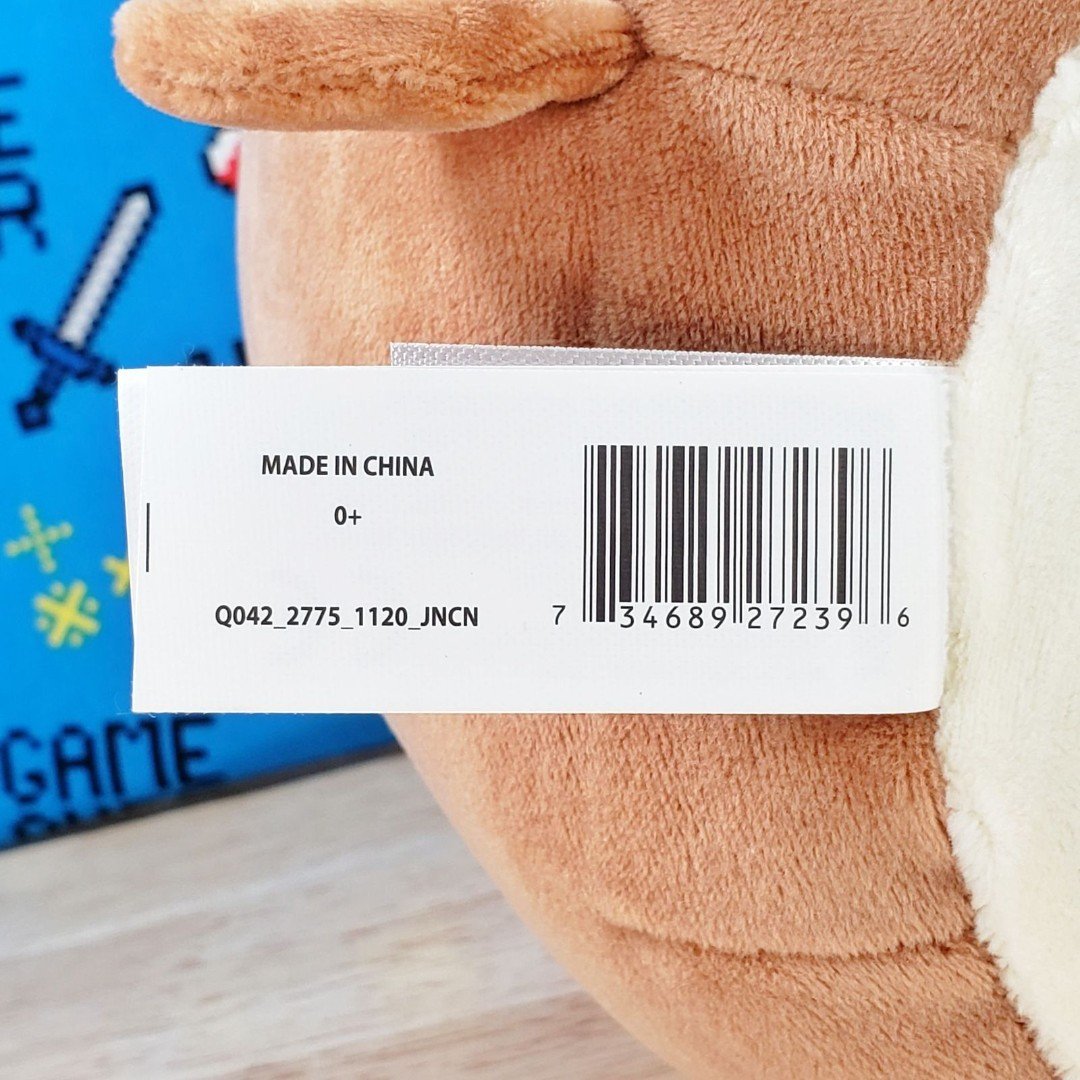 MADE IN CHINA
0+
Q042_2775_1120_JNCN
7 34689 27239 6
GAME